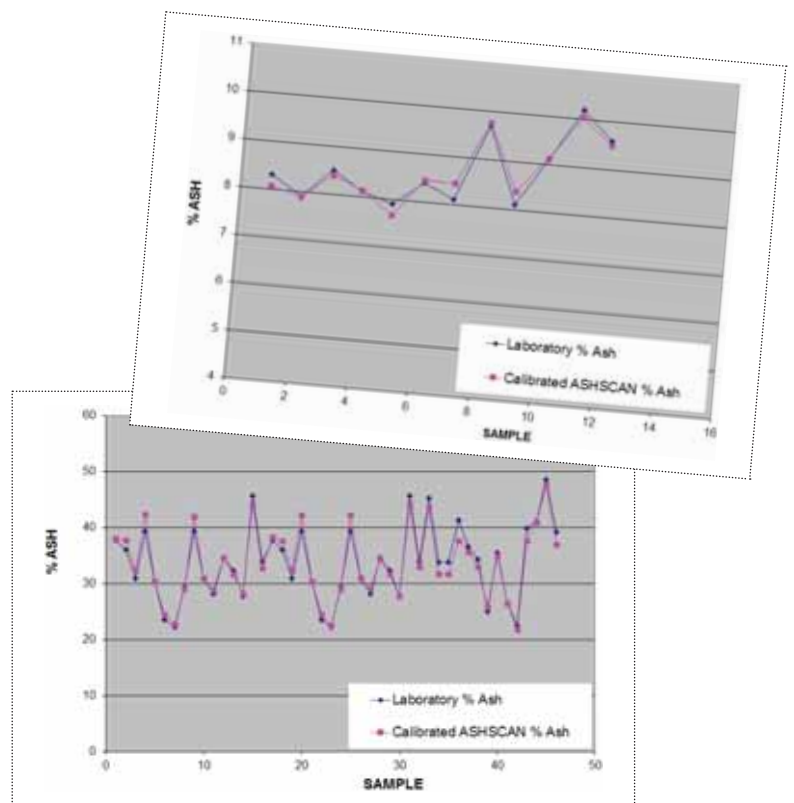 11
10
9
8
7
6
5
4
% ASH
0 2 4 6 8 10 12 14 16
SAMPLE
Laboratory % Ash
Calibrated ASHSCAN % Ash
60
50
40
30
20
10
0
% ASH
0 10 20 30 40 50
SAMPLE
Laboratory % Ash
Calibrated ASHSCAN % Ash